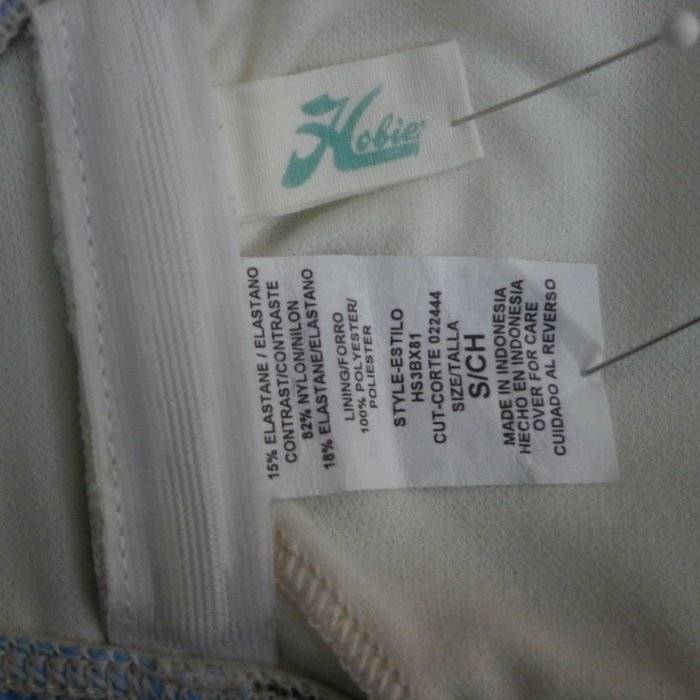 Hobie
15% ELASTANE / ELASTANO
CONTRAST/CONTRASTE
82% NYLON/NILON
18% ELASTANE/ELASTANO
LINING/FORRO
100% POLYESTER/
POLIESTER
STYLE-ESTILO
HS3BX81
CUT-CORTE 022444
SIZE/TALLA
S/CH
MADE IN INDONESIA
HECHO EN INDONESIA
OVER FOR CARE
CUIDADO AL REVERSO